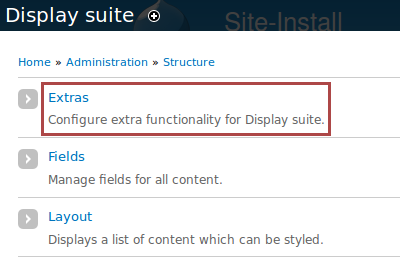 Display suite
Site-Install
Home » Administration » Structure
Extras
Configure extra functionality for Display suite.
Fields
Manage fields for all content.
Layout
Displays a list of content which can be styled.